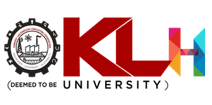 KLH
(DEEMED TO BE UNIVERSITY)